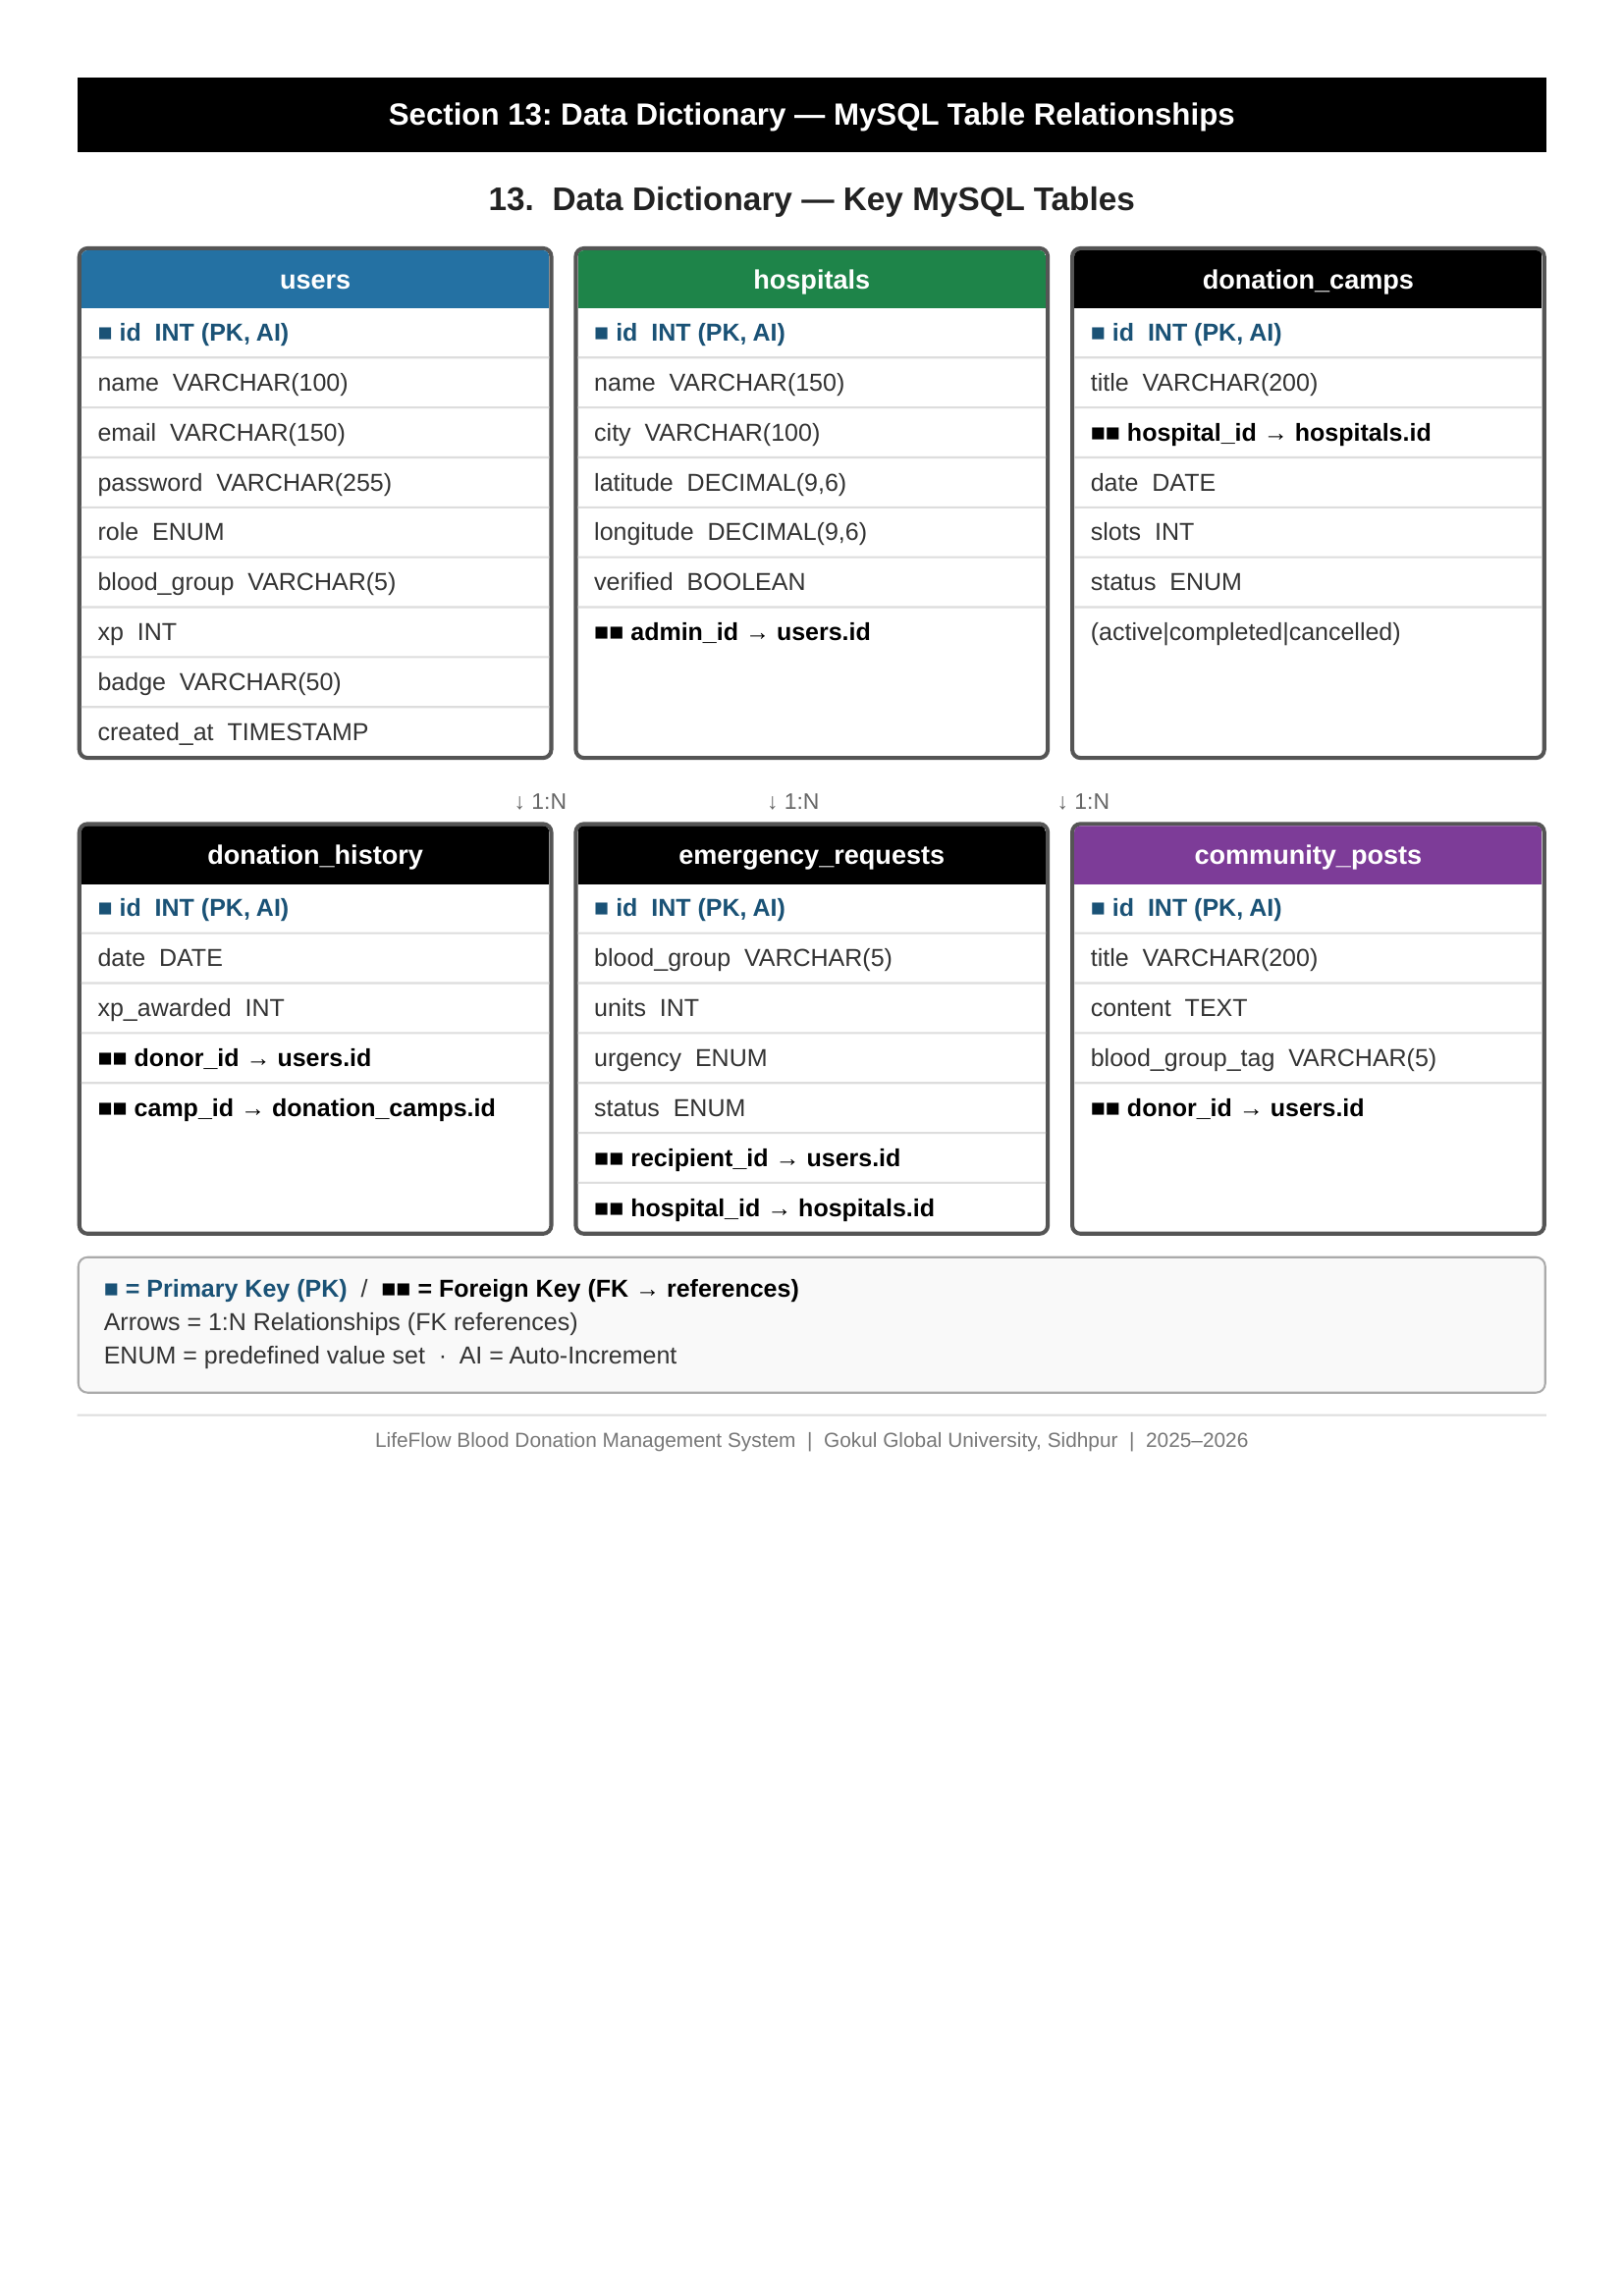 Section 13: Data Dictionary — MySQL Table Relationships
13. Data Dictionary — Key MySQL Tables
users
■ id INT (PK, AI)
name VARCHAR(100)
email VARCHAR(150)
password VARCHAR(255)
role ENUM
blood_group VARCHAR(5)
xp INT
badge VARCHAR(50)
created_at TIMESTAMP
hospitals
■ id INT (PK, AI)
name VARCHAR(150)
city VARCHAR(100)
latitude DECIMAL(9,6)
longitude DECIMAL(9,6)
verified BOOLEAN
■■ admin_id → users.id
donation_camps
■ id INT (PK, AI)
title VARCHAR(200)
■■ hospital_id → hospitals.id
date DATE
slots INT
status ENUM
(active|completed|cancelled)
↓ 1:N ↓ 1:N ↓ 1:N
donation_history
■ id INT (PK, AI)
date DATE
xp_awarded INT
■■ donor_id → users.id
■■ camp_id → donation_camps.id
emergency_requests
■ id INT (PK, AI)
blood_group VARCHAR(5)
units INT
urgency ENUM
status ENUM
■■ recipient_id → users.id
■■ hospital_id → hospitals.id
community_posts
■ id INT (PK, AI)
title VARCHAR(200)
content TEXT
blood_group_tag VARCHAR(5)
■■ donor_id → users.id
■ = Primary Key (PK) / ■■ = Foreign Key (FK → references)
Arrows = 1:N Relationships (FK references)
ENUM = predefined value set · AI = Auto-Increment
LifeFlow Blood Donation Management System | Gokul Global University, Sidhpur | 2025–2026